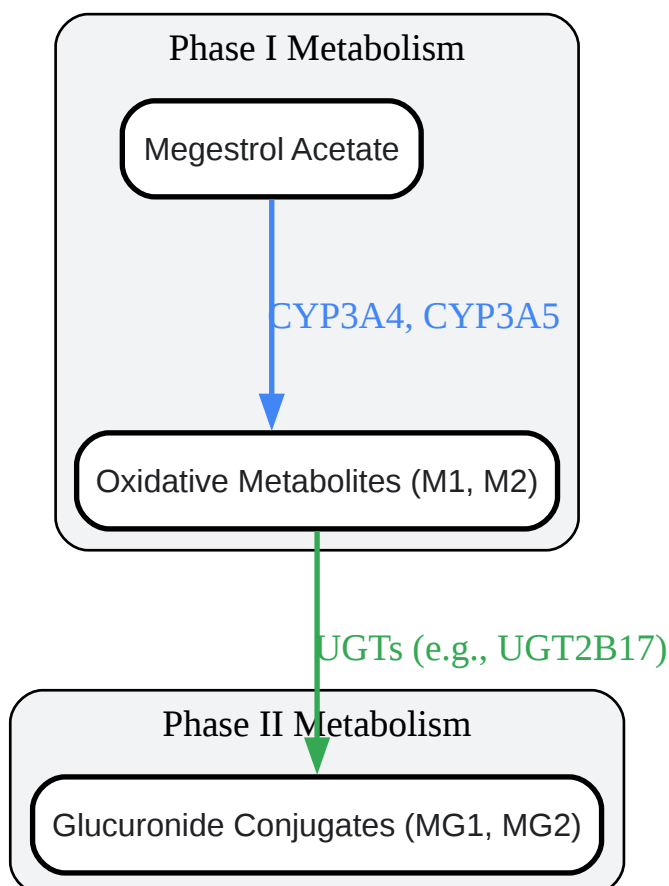 Phase I Metabolism
Megestrol Acetate
CYP3A4, CYP3A5
Oxidative Metabolites (M1, M2)
UGTs (e.g., UGT2B17)
Phase II Metabolism
Glucuronide Conjugates (MG1, MG2)